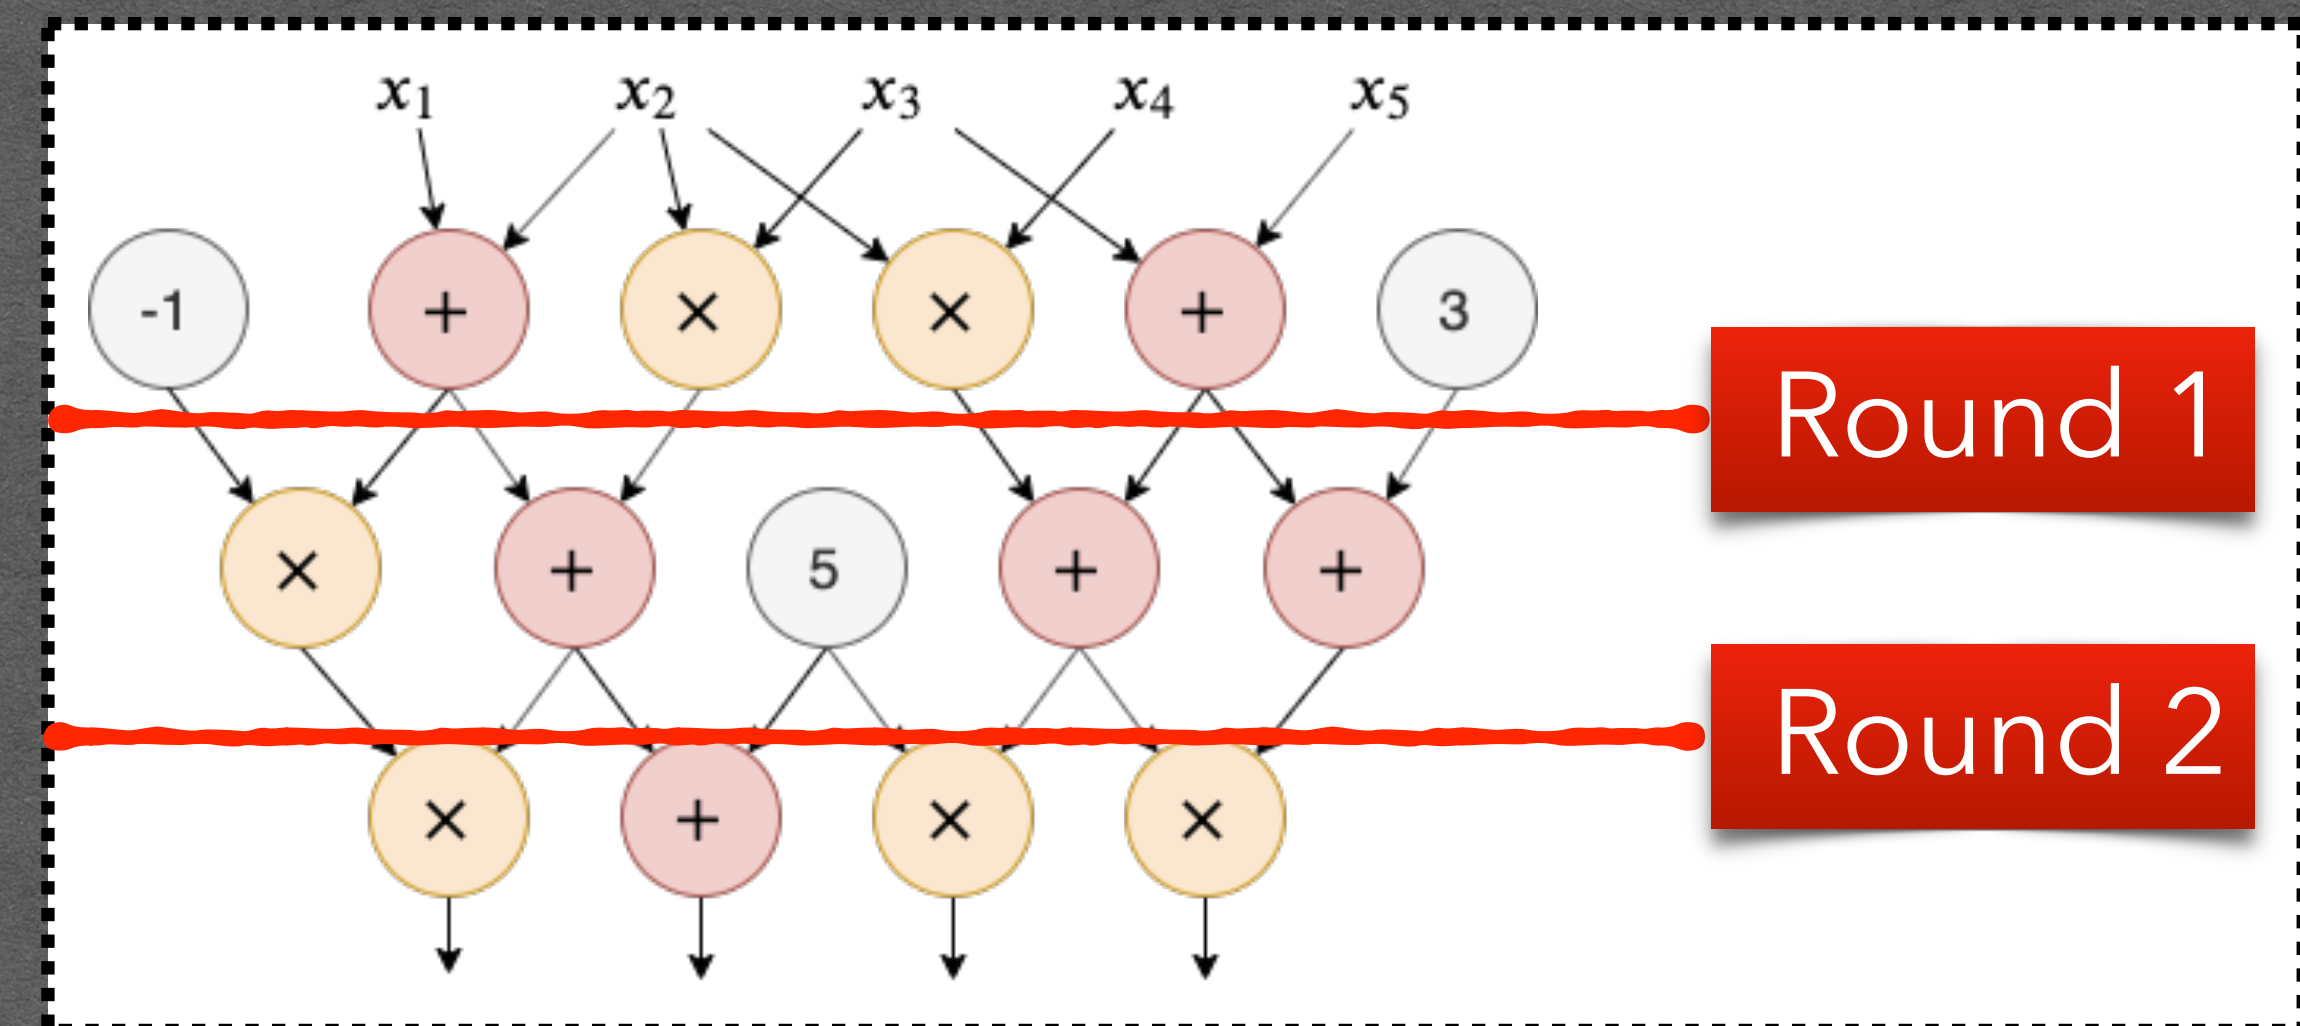 x₁ x₂ x₃ x₄ x₅
-1 + × × + 3
Round 1
× + 5 + +
Round 2
× + × ×